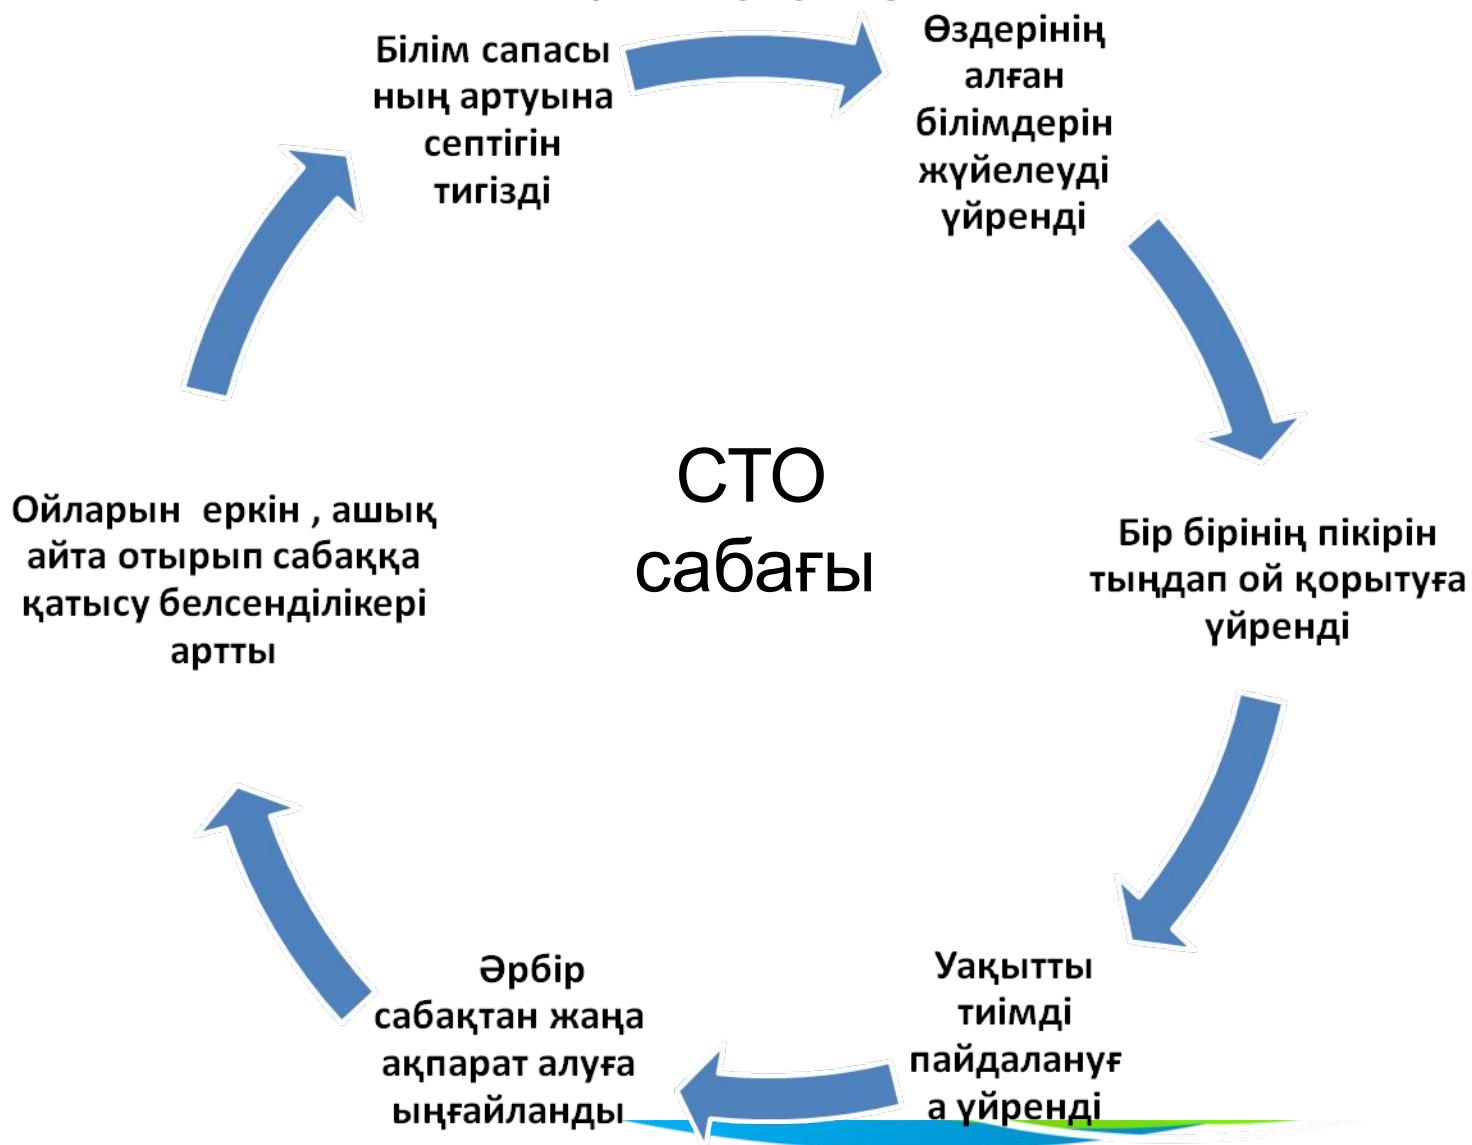 Білім сапасы
ның артуына
септігін
тигізді
Өздерінің
алған
білімдерін
жүйелеуді
үйренді
Бір бірінің пікірін
тыңдап ой қорытуға
үйренді
Уақытты
тиімді
пайдалануғ
а үйренді
Әрбір
сабақтан жаңа
ақпарат алуға
ыңғайланды
Ойларын еркін , ашық
айта отырып сабаққа
қатысу белсенділікері
артты
СТО
сабағы